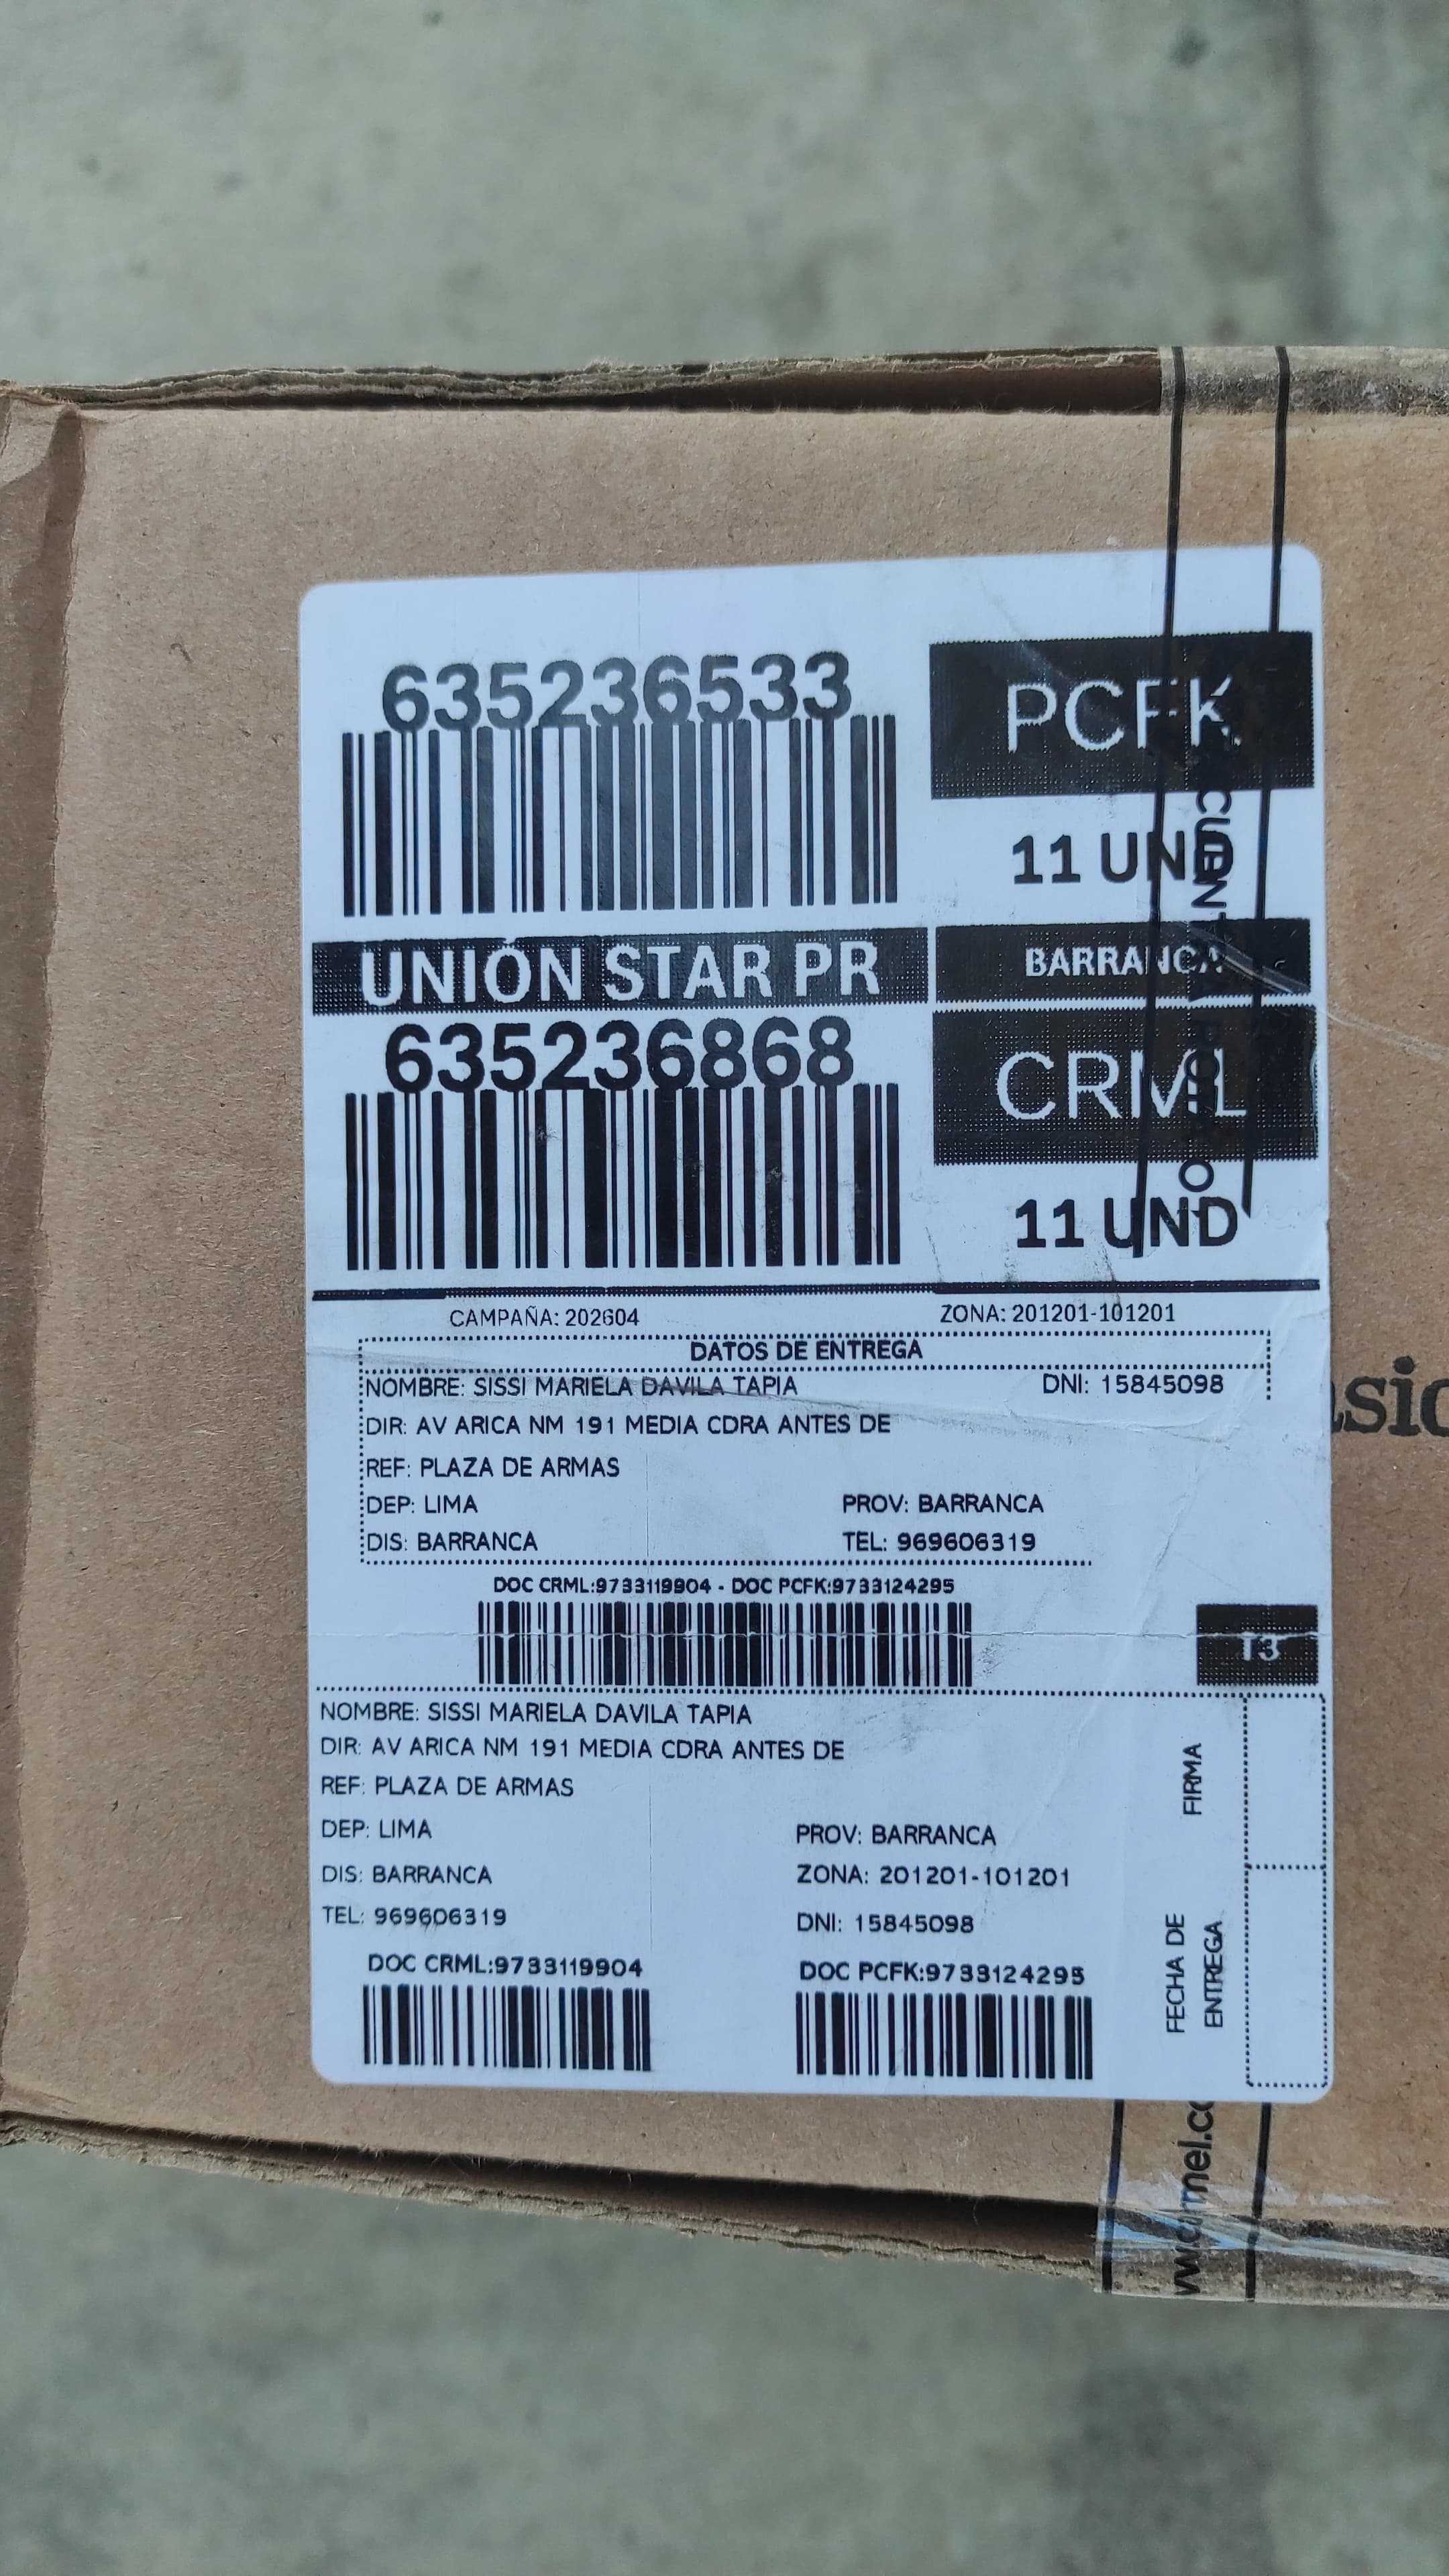 635236533
PCFK
11 UND
UNIÓN STAR PR
BARRANCA
635236868
CRML
11 UND
CAMPAÑA: 202604 ZONA: 201201-101201
DATOS DE ENTREGA
NOMBRE: SISSI MARIELA DAVILA TAPIA DNI: 15845098
DIR: AV ARICA NM 191 MEDIA CDRA ANTES DE
REF: PLAZA DE ARMAS
DEP: LIMA PROV: BARRANCA
DIS: BARRANCA TEL: 969606319
DOC CRML:9733119904 - DOC PCFK:9733124295
T3
NOMBRE: SISSI MARIELA DAVILA TAPIA
DIR: AV ARICA NM 191 MEDIA CDRA ANTES DE
REF: PLAZA DE ARMAS
DEP: LIMA PROV: BARRANCA
DIS: BARRANCA ZONA: 201201-101201
TEL: 969606319 DNI: 15845098
DOC CRML:9733119904 DOC PCFK:9733124295
FIRMA
FECHA DE
ENTREGA